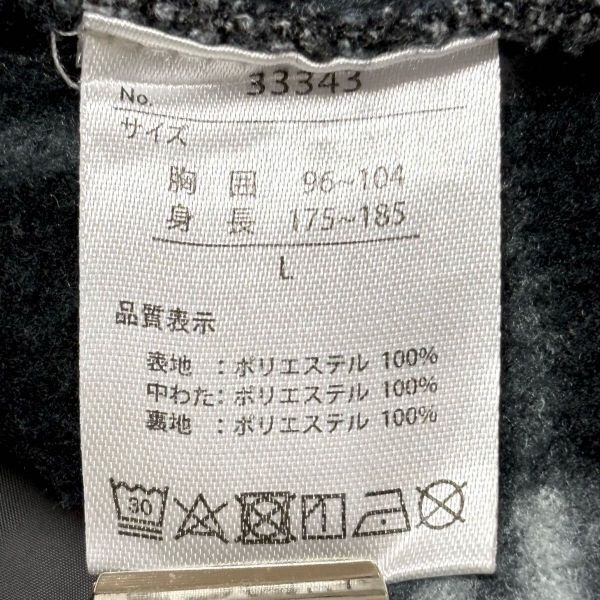 No. 33343
サイズ
胸囲 96~104
身長 175~185
L
品質表示
表地 : ポリエステル 100%
中わた : ポリエステル 100%
裏地 : ポリエステル 100%
30